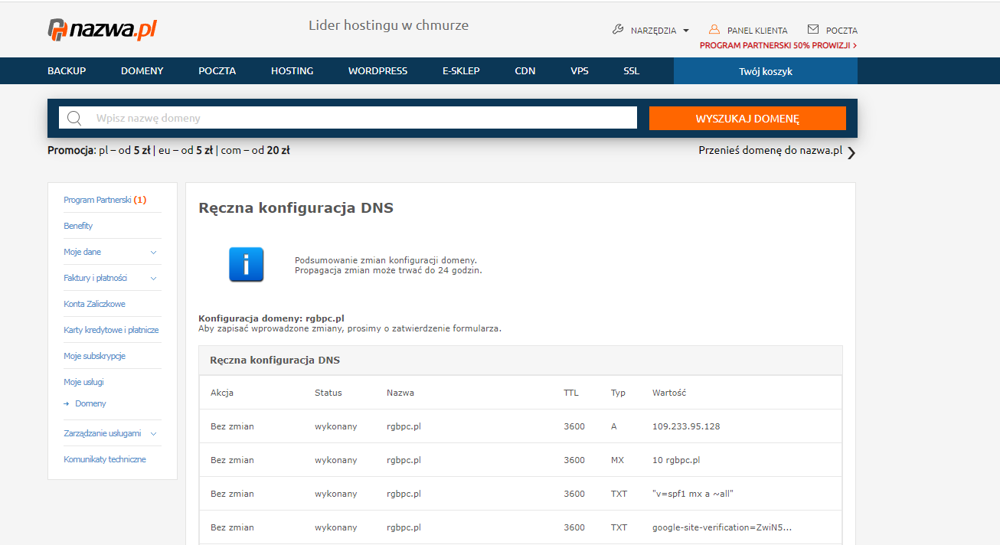 nazwa.pl
Lider hostingu w chmurze
NARZĘDZIA
PANEL KLIENTA
POCZTA
PROGRAM PARTNERSKI 50% PROWIZJI >
BACKUP DOMENY POCZTA HOSTING WORDPRESS E-SKLEP CDN VPS SSL Twój koszyk
Wpisz nazwę domeny
WYSZUKAJ DOMENĘ
Promocja: pl – od 5 zł | eu – od 5 zł | com – od 20 zł
Przenieś domenę do nazwa.pl
Program Partnerski (1)
Benefity
Moje dane
Faktury i płatności
Konta Zaliczkowe
Karty kredytowe i płatnicze
Moje subskrypcje
Moje usługi
Domeny
Zarządzanie usługami
Komunikaty techniczne
Ręczna konfiguracja DNS
i
Podsumowanie zmian konfiguracji domeny.
Propagacja zmian może trwać do 24 godzin.
Konfiguracja domeny: rgbpc.pl
Aby zapisać wprowadzone zmiany, prosimy o zatwierdzenie formularza.
Ręczna konfiguracja DNS
Akcja Status Nazwa TTL Typ Wartość
Bez zmian wykonany rgbpc.pl 3600 A 109.233.95.128
Bez zmian wykonany rgbpc.pl 3600 MX 10 rgbpc.pl
Bez zmian wykonany rgbpc.pl 3600 TXT "v=spf1 mx a ~all"
Bez zmian wykonany rgbpc.pl 3600 TXT google-site-verification=ZwiN5...